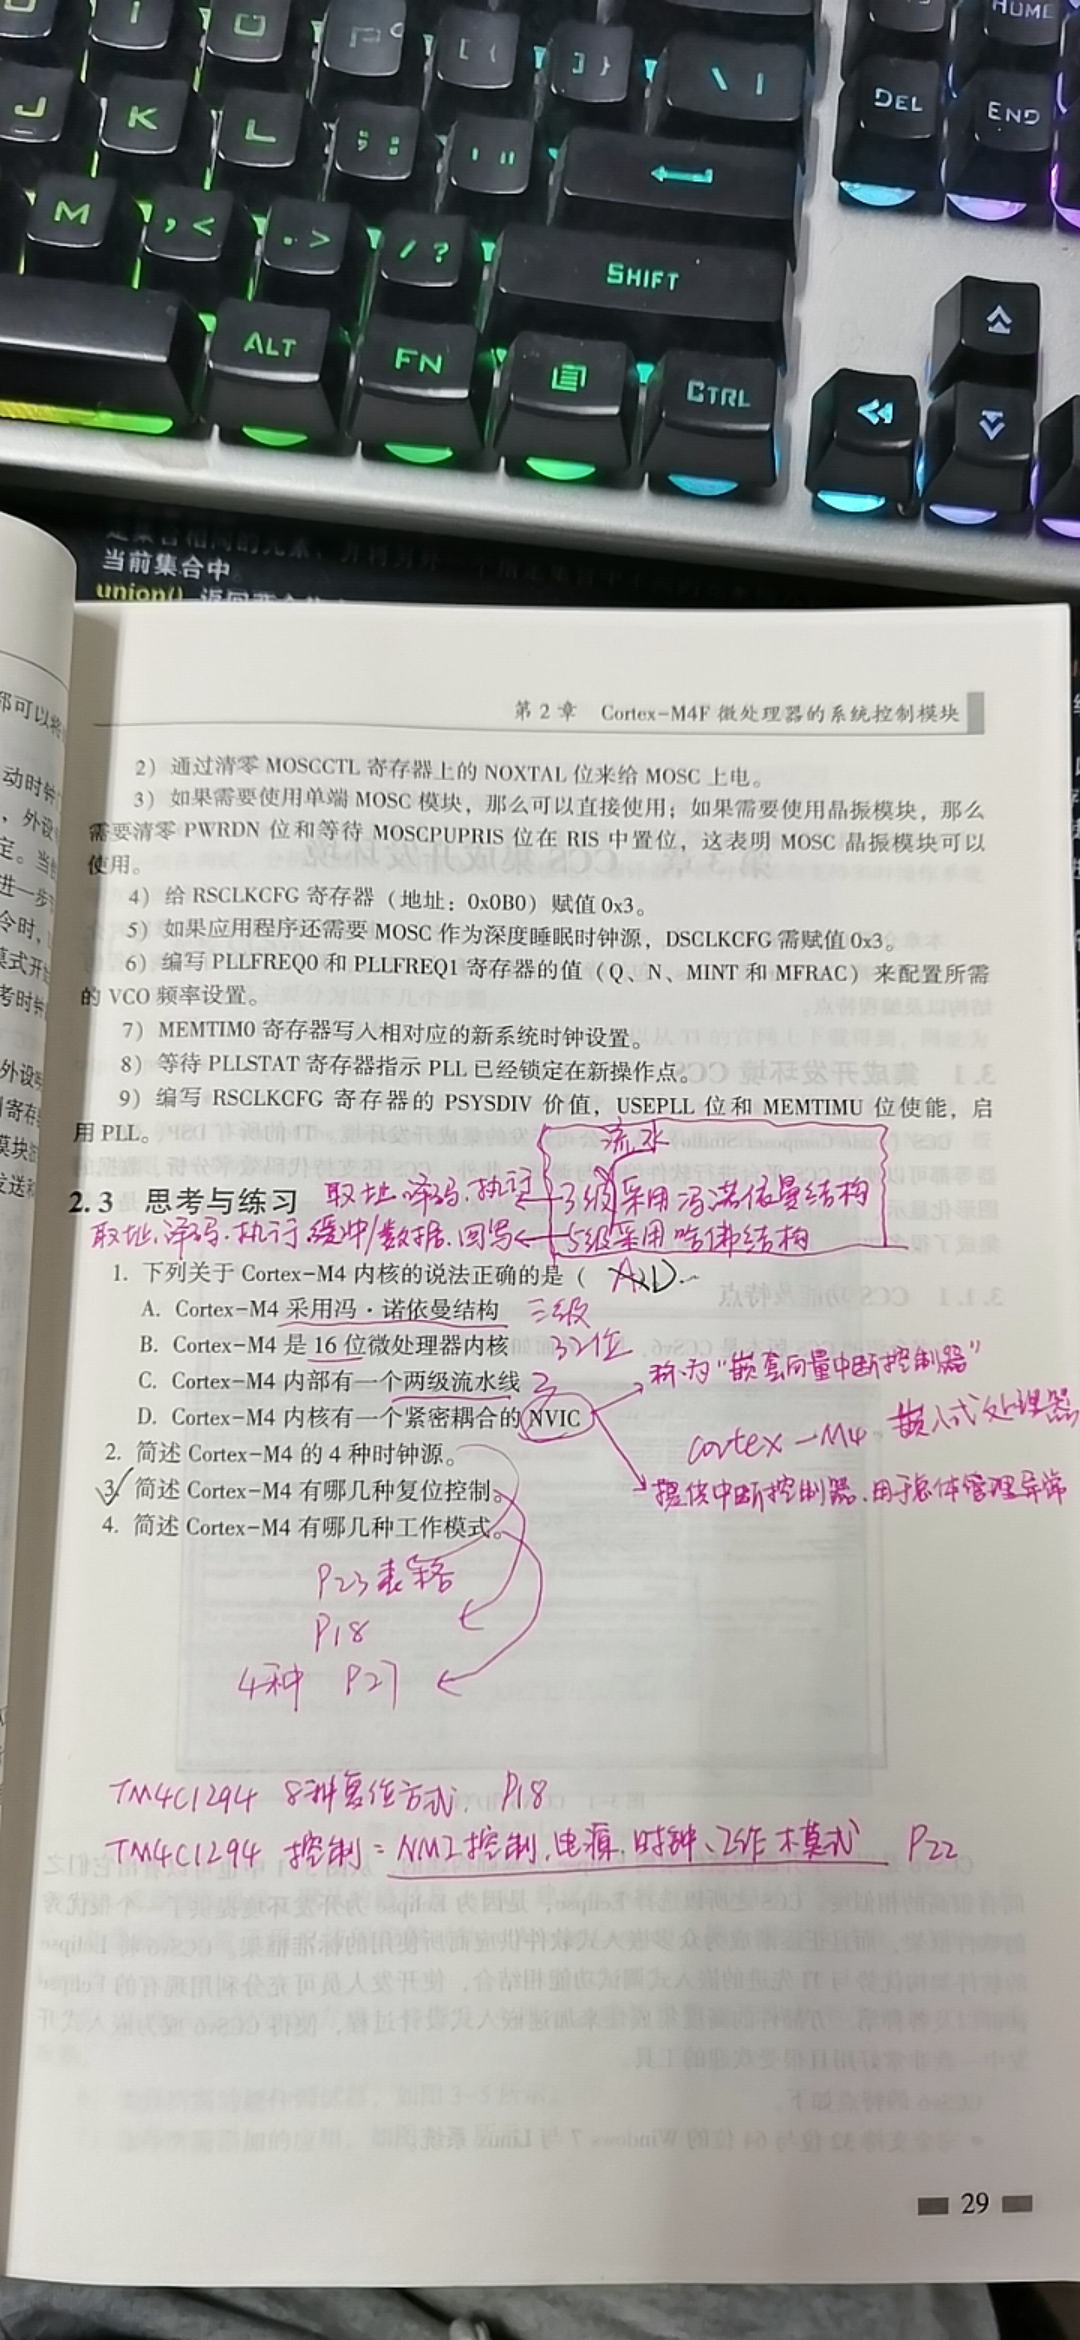 I
O
P
[ {
] }
\ |
HOME
J
K
L
; :
' "
DEL
END
M
, <
. >
/ ?
SHIFT
ALT
FN
CTRL
当前集合中。
union()
第 2 章 Cortex-M4F 微处理器的系统控制模块
2）通过清零 MOSCCTL 寄存器上的 NOXTAL 位来给 MOSC 上电。
3）如果需要使用单端 MOSC 模块，那么可以直接使用；如果需要使用晶振模块，那么
需要清零 PWRDN 位和等待 MOSCPUPRIS 位在 RIS 中置位，这表明 MOSC 晶振模块可以
使用。
4）给 RSCLKCFG 寄存器（地址：0x0B0）赋值 0x3。
5）如果应用程序还需要 MOSC 作为深度睡眠时钟源，DSCLKCFG 需赋值 0x3。
6）编写 PLLFREQ0 和 PLLFREQ1 寄存器的值（Q、N、MINT 和 MFRAC）来配置所需
的 VCO 频率设置。
7）MEMTIM0 寄存器写入相对应的新系统时钟设置。
8）等待 PLLSTAT 寄存器指示 PLL 已经锁定在新操作点。
9）编写 RSCLKCFG 寄存器的 PSYSDIV 价值，USEPLL 位和 MEMTIMU 位使能，启
用 PLL。
流水
2.3 思考与练习
取址.译码.执行
3级采用冯诺依曼结构
取址.译码.执行.缓冲/数据.回写
5级采用哈佛结构
1. 下列关于 Cortex-M4 内核的说法正确的是（
A. Cortex-M4 采用冯·诺依曼结构 三级
B. Cortex-M4 是 16 位微处理器内核 32位
C. Cortex-M4 内部有一个两级流水线 3
称为"嵌套向量中断控制器"
D. Cortex-M4 内核有一个紧密耦合的 NVIC
cortex-M4 嵌入式处理器
2. 简述 Cortex-M4 的 4 种时钟源。
3. 简述 Cortex-M4 有哪几种复位控制。
提供中断控制器.用于总体管理异常
4. 简述 Cortex-M4 有哪几种工作模式。
P23表格
P18
4种 P27
TM4C1294 8种复位方式. P18
TM4C1294 控制 = NMI控制.电源.时钟、工作模式 P22
29